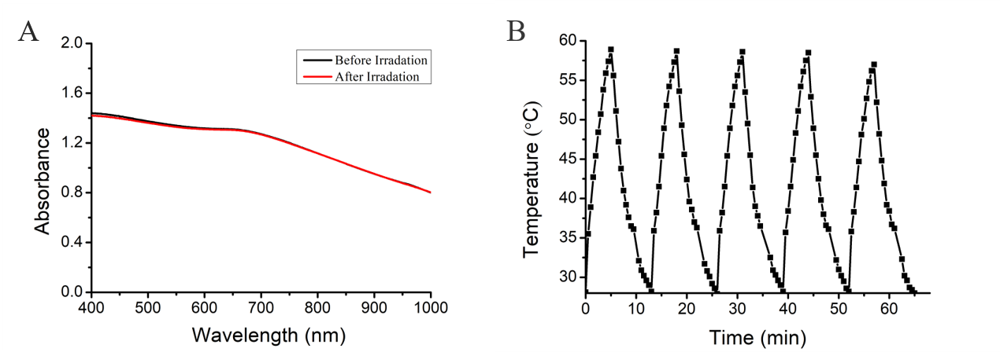 A
Absorbance
2.0
1.6
1.2
0.8
0.4
0.0
Before Irradation
After Irradation
400 500 600 700 800 900 1000
Wavelength (nm)
B
Temperature (°C)
60
55
50
45
40
35
30
0 10 20 30 40 50 60
Time (min)